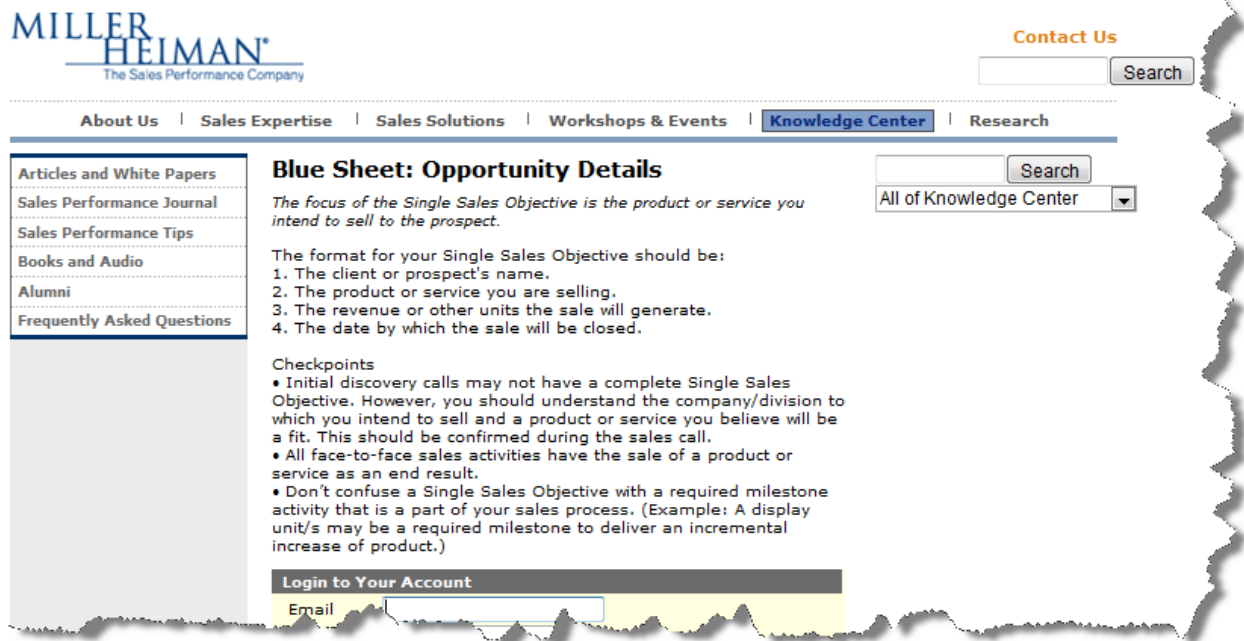 MILLER
HEIMAN®
The Sales Performance Company
Contact Us
Search
About Us | Sales Expertise | Sales Solutions | Workshops & Events | Knowledge Center | Research
Articles and White Papers
Sales Performance Journal
Sales Performance Tips
Books and Audio
Alumni
Frequently Asked Questions
Blue Sheet: Opportunity Details
The focus of the Single Sales Objective is the product or service you
intend to sell to the prospect.
The format for your Single Sales Objective should be:
1. The client or prospect's name.
2. The product or service you are selling.
3. The revenue or other units the sale will generate.
4. The date by which the sale will be closed.
Checkpoints
• Initial discovery calls may not have a complete Single Sales
Objective. However, you should understand the company/division to
which you intend to sell and a product or service you believe will be
a fit. This should be confirmed during the sales call.
• All face-to-face sales activities have the sale of a product or
service as an end result.
• Don't confuse a Single Sales Objective with a required milestone
activity that is a part of your sales process. (Example: A display
unit/s may be a required milestone to deliver an incremental
increase of product.)
Login to Your Account
Email
Search
All of Knowledge Center